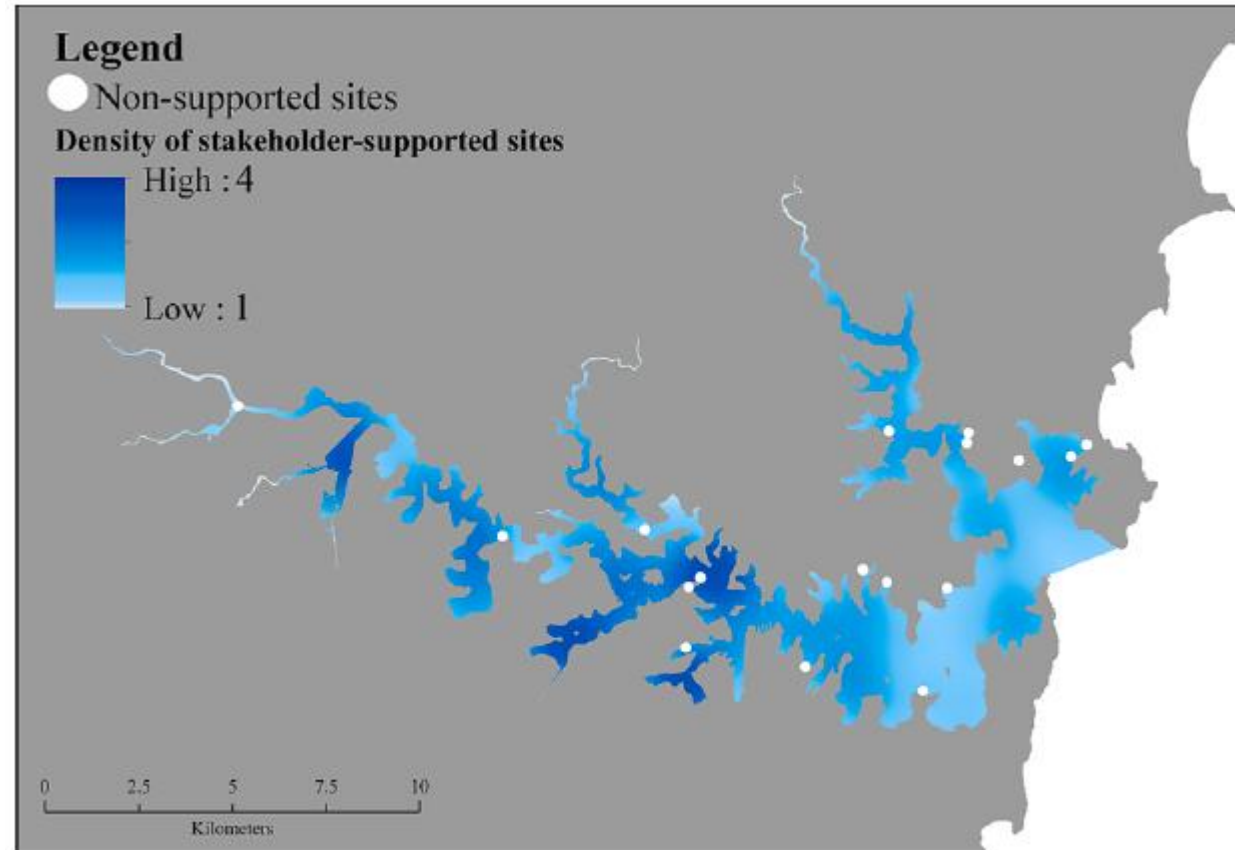 Legend
Non-supported sites
Density of stakeholder-supported sites
High : 4
Low : 1
0 2.5 5 7.5 10
Kilometers